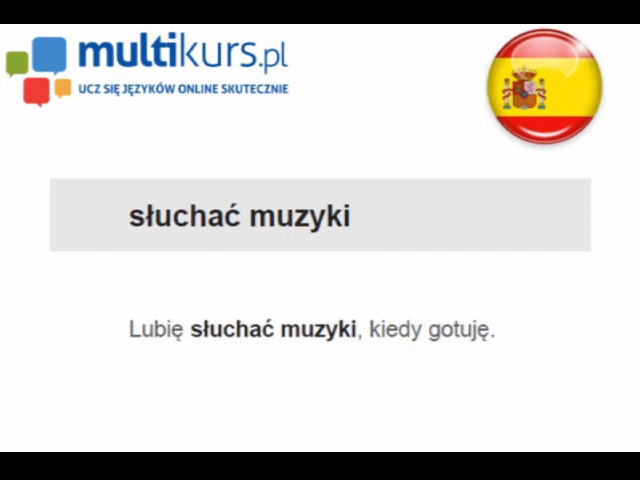 multikurs.pl
UCZ SIĘ JĘZYKÓW ONLINE SKUTECZNIE
słuchać muzyki
Lubię słuchać muzyki, kiedy gotuję.